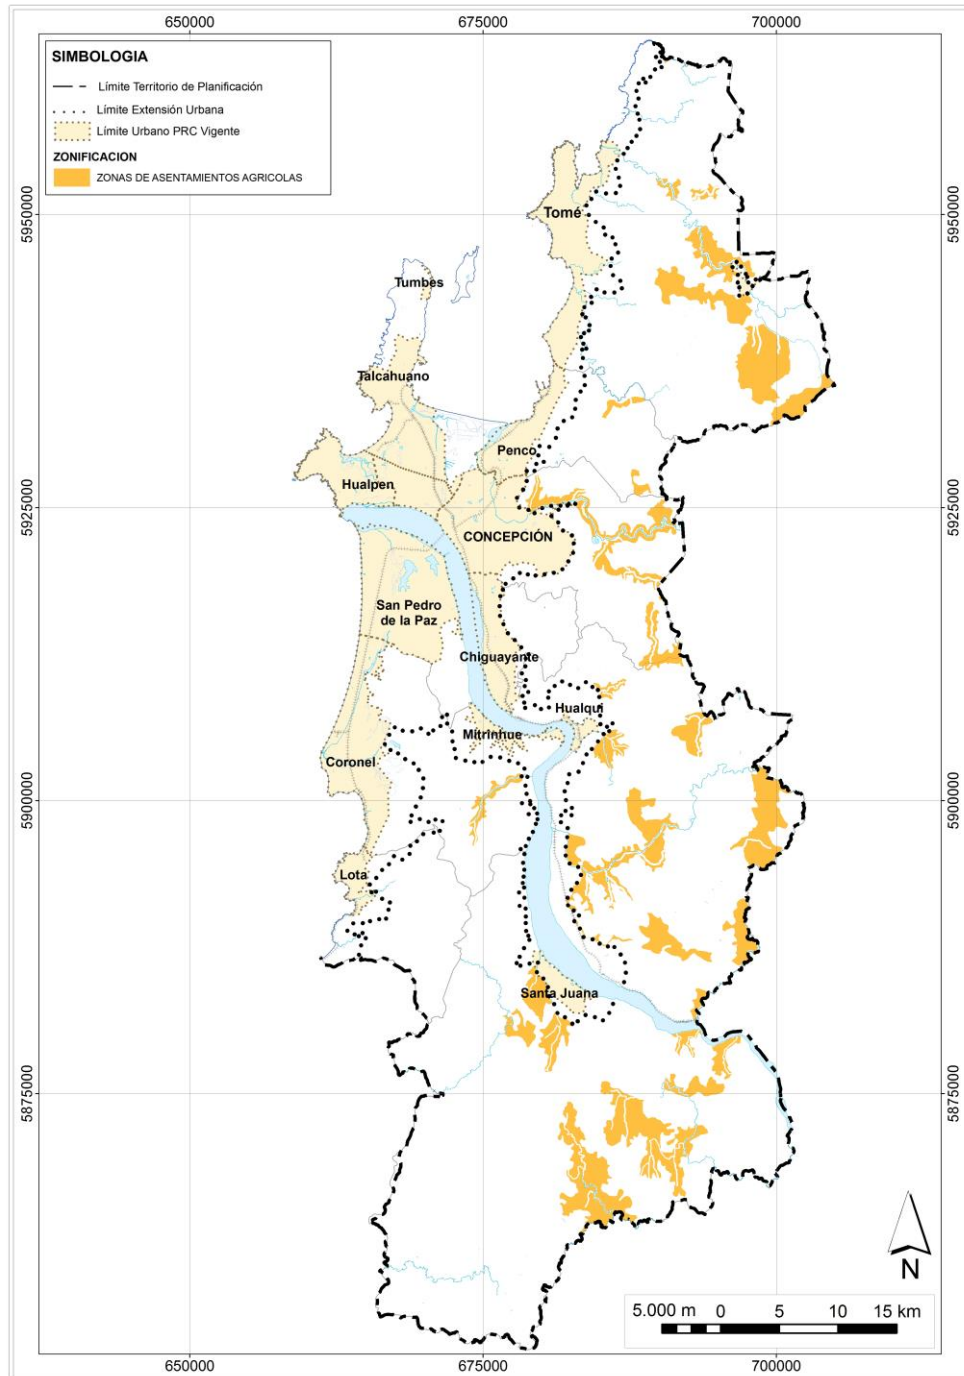 650000
675000
700000
SIMBOLOGIA
Límite Territorio de Planificación
Límite Extensión Urbana
Límite Urbano PRC Vigente
ZONIFICACION
ZONAS DE ASENTAMIENTOS AGRICOLAS
5950000
5950000
Tomé
Tumbes
Talcahuano
Penco
Hualpen
5925000
5925000
CONCEPCIÓN
San Pedro
de la Paz
Chiguayante
Hualqui
Mitrinhue
Coronel
5900000
5900000
Lota
Santa Juana
5875000
5875000
N
5.000 m 0 5 10 15 km
650000
675000
700000